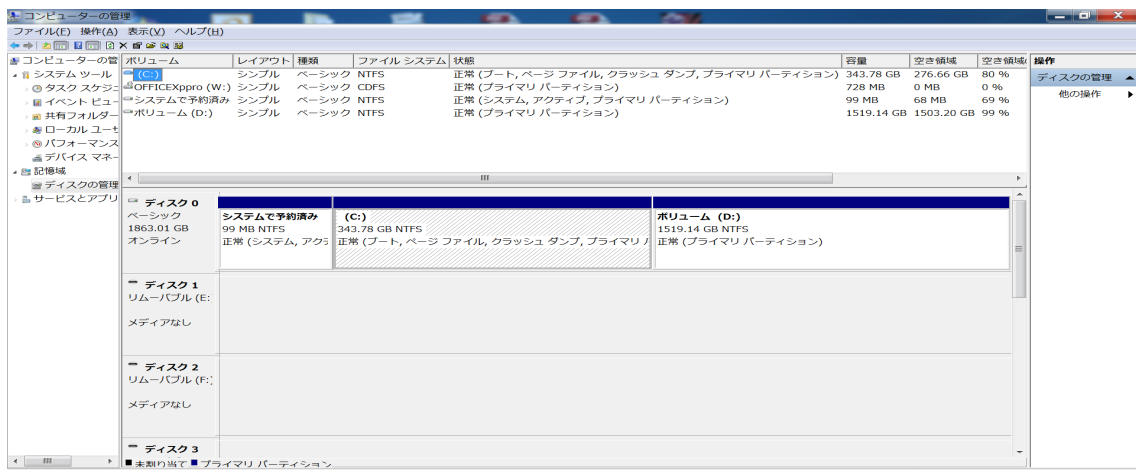 コンピューターの管理
ファイル(F) 操作(A) 表示(V) ヘルプ(H)
コンピューターの管
システム ツール
タスク スケジ
イベント ビュー
共有フォルダー
ローカル ユーサ
パフォーマンス
デバイス マネー
記憶域
ディスクの管理
サービスとアプリ
ボリューム レイアウト 種類 ファイル システム 状態 容量 空き領域 空き領域
(C:) シンプル ベーシック NTFS 正常 (ブート, ページ ファイル, クラッシュ ダンプ, プライマリ パーティション) 343.78 GB 276.66 GB 80 %
OFFICEXppro (W:) シンプル ベーシック CDFS 正常 (プライマリ パーティション) 728 MB 0 MB 0 %
システムで予約済み シンプル ベーシック NTFS 正常 (システム, アクティブ, プライマリ パーティション) 99 MB 68 MB 69 %
ボリューム (D:) シンプル ベーシック NTFS 正常 (プライマリ パーティション) 1519.14 GB 1503.20 GB 99 %
ディスク 0
ベーシック
1863.01 GB
オンライン
システムで予約済み
99 MB NTFS
正常 (システム, アクラ
(C:)
343.78 GB NTFS
正常 (ブート, ページ ファイル, クラッシュ ダンプ, プライマリ パ
ボリューム (D:)
1519.14 GB NTFS
正常 (プライマリ パーティション)
ディスク 1
リムーバブル (E:
メディアなし
ディスク 2
リムーバブル (F:)
メディアなし
ディスク 3
未割り当て プライマリ パーティション
操作
ディスクの管理
他の操作